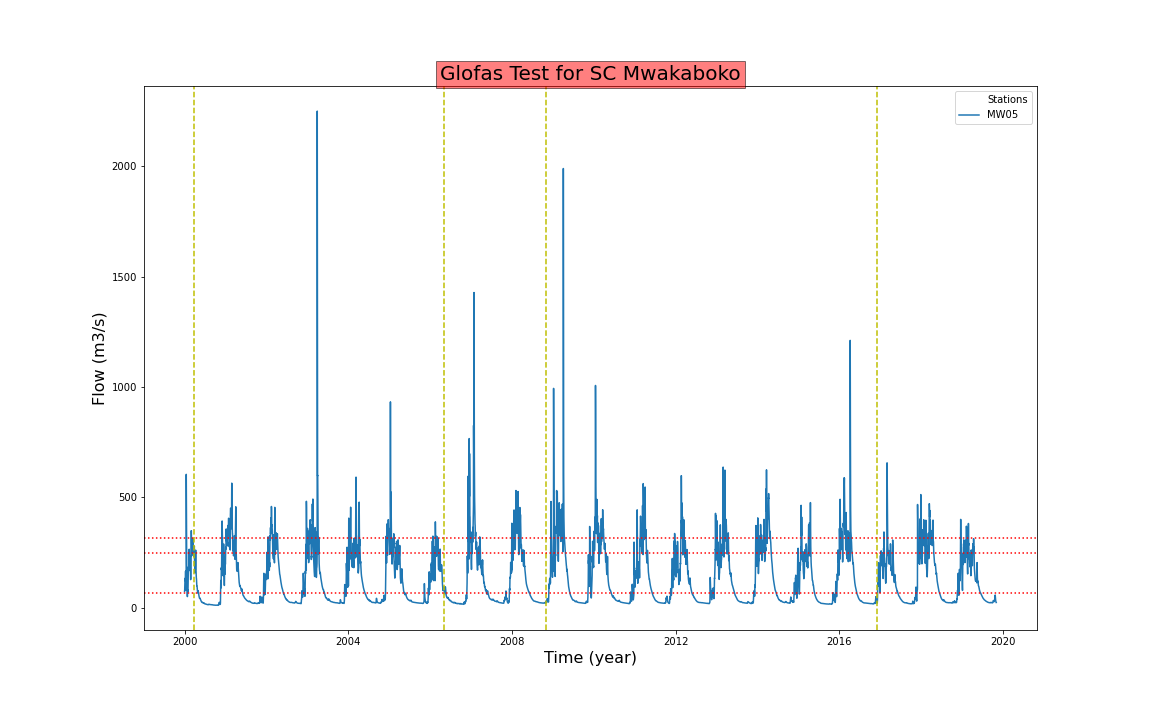 Glofas Test for SC Mwakaboko
Stations
MW05
Flow (m3/s)
2000
1500
1000
500
0
2000 2004 2008 2012 2016 2020
Time (year)